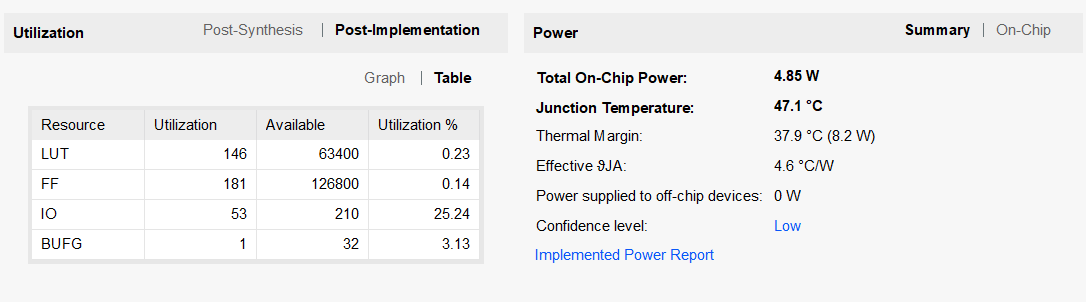 Utilization Post-Synthesis | Post-Implementation
Graph | Table
Resource Utilization Available Utilization %
LUT 146 63400 0.23
FF 181 126800 0.14
IO 53 210 25.24
BUFG 1 32 3.13
Power Summary | On-Chip
Total On-Chip Power: 4.85 W
Junction Temperature: 47.1 °C
Thermal Margin: 37.9 °C (8.2 W)
Effective ϑJA: 4.6 °C/W
Power supplied to off-chip devices: 0 W
Confidence level: Low
Implemented Power Report